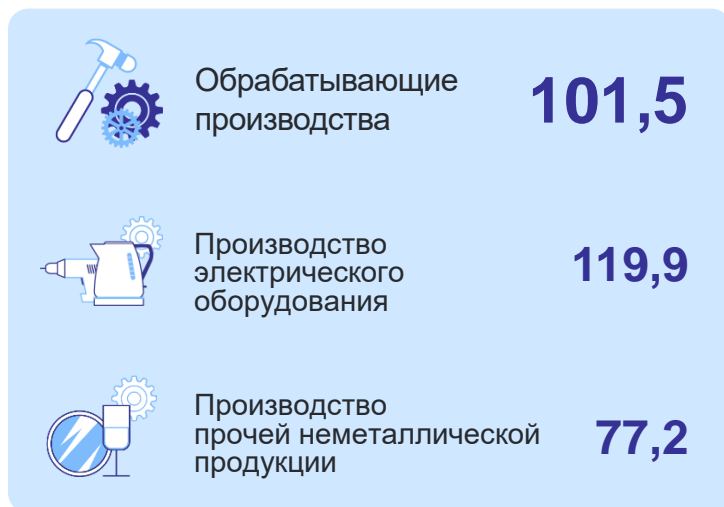 Обрабатывающие
производства
101,5
Производство
электрического
оборудования
119,9
Производство
прочей неметаллической
продукции
77,2